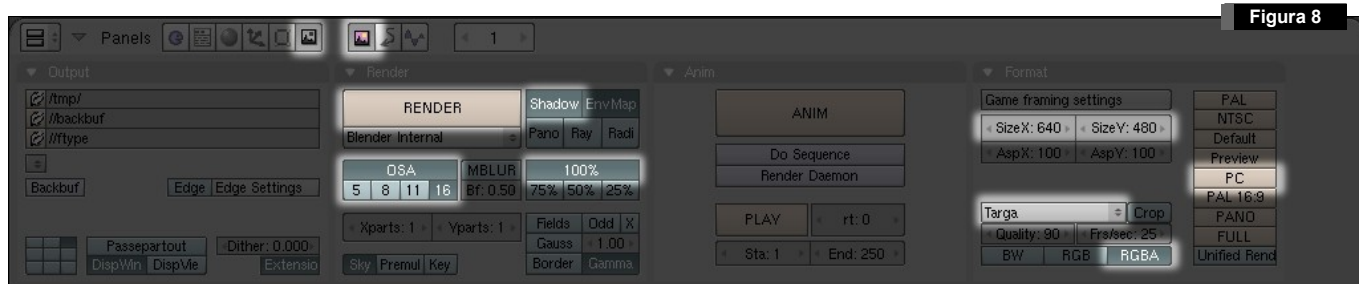 Figura 8
Panels
1
Output
/tmp/
//backbuf
//ftype
Backbuf
Edge
Edge Settings
Passepartout
Dither: 0.000
DispWin
DispVie
Extensio
Render
RENDER
Blender Internal
Shadow
EnvMap
Pano
Ray
Radi
OSA
MBLUR
100%
5
8
11
16
Bf: 0.50
75%
50%
25%
Xparts: 1
Yparts: 1
Fields
Odd
X
Gauss
1.00
Sky
Premul
Key
Border
Gamma
Anim
ANIM
Do Sequence
Render Daemon
PLAY
rt: 0
Sta: 1
End: 250
Format
Game framing settings
SizeX: 640
SizeY: 480
AspX: 100
AspY: 100
Targa
Crop
Quality: 90
Frs/sec: 25
BW
RGB
RGBA
PAL
NTSC
Default
Preview
PC
PAL 16:9
PANO
FULL
Unified Rend